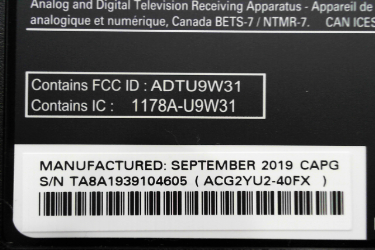 Analog and Digital Television Receiving Apparatus - Appareil de
analogique et numérique, Canada BETS-7 / NTMR-7. CAN ICES
Contains FCC ID : ADTU9W31
Contains IC : 1178A-U9W31
MANUFACTURED: SEPTEMBER 2019 CAPG
S/N TA8A1939104605 ( ACG2YU2-40FX )